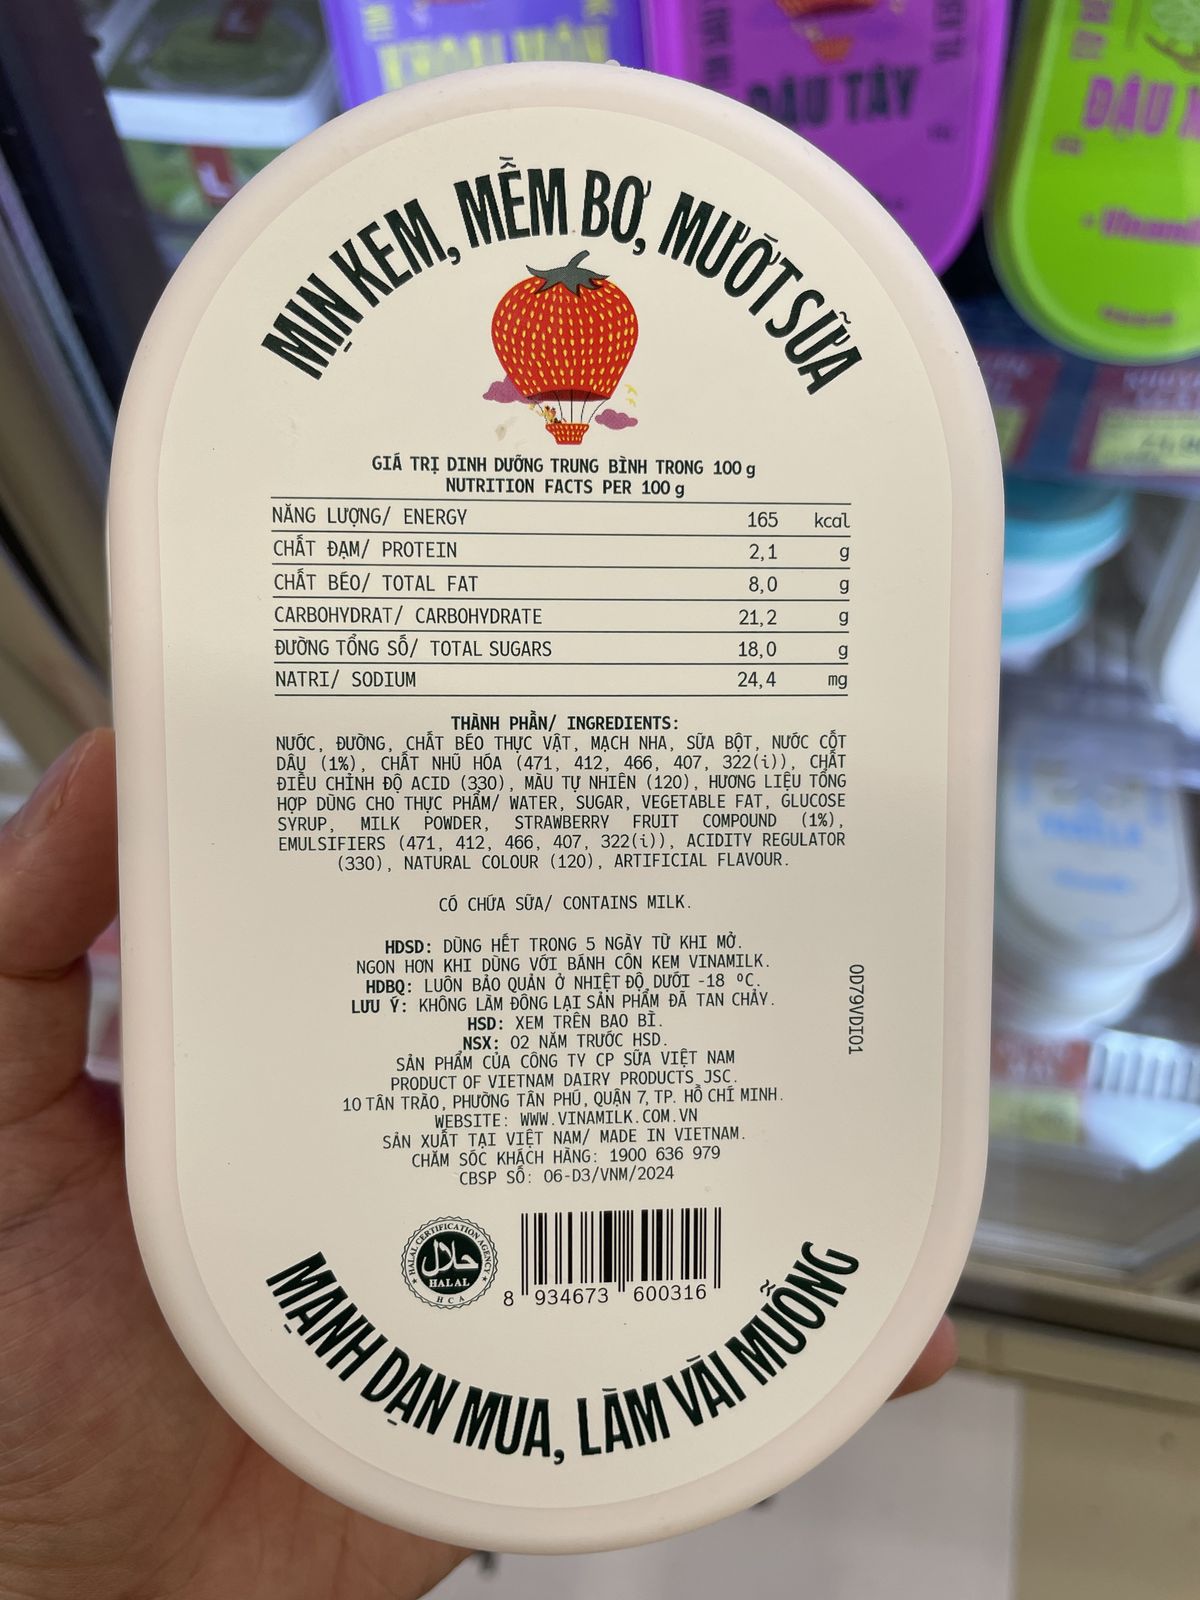 ĐẬU TÂY
MỊN KEM, MỀM BƠ, MƯỚT SỮA
GIÁ TRỊ DINH DƯỠNG TRUNG BÌNH TRONG 100 g
NUTRITION FACTS PER 100 g
NĂNG LƯỢNG/ ENERGY 165 kcal
CHẤT ĐẠM/ PROTEIN 2,1 g
CHẤT BÉO/ TOTAL FAT 8,0 g
CARBOHYDRAT/ CARBOHYDRATE 21,2 g
ĐƯỜNG TỔNG SỐ/ TOTAL SUGARS 18,0 g
NATRI/ SODIUM 24,4 mg
THÀNH PHẦN/ INGREDIENTS:
NƯỚC, ĐƯỜNG, CHẤT BÉO THỰC VẬT, MẠCH NHA, SỮA BỘT, NƯỚC CỐT
DÂU (1%), CHẤT NHŨ HÓA (471, 412, 466, 407, 322(i)), CHẤT
ĐIỀU CHỈNH ĐỘ ACID (330), MÀU TỰ NHIÊN (120), HƯƠNG LIỆU TỔNG
HỢP DÙNG CHO THỰC PHẨM/ WATER, SUGAR, VEGETABLE FAT, GLUCOSE
SYRUP, MILK POWDER, STRAWBERRY FRUIT COMPOUND (1%),
EMULSIFIERS (471, 412, 466, 407, 322(i)), ACIDITY REGULATOR
(330), NATURAL COLOUR (120), ARTIFICIAL FLAVOUR.
CÓ CHỨA SỮA/ CONTAINS MILK.
HDSD: DÙNG HẾT TRONG 5 NGÀY TỪ KHI MỞ.
NGON HƠN KHI DÙNG VỚI BÁNH CÔN KEM VINAMILK.
HDBQ: LUÔN BẢO QUẢN Ở NHIỆT ĐỘ DƯỚI -18 ºC.
LƯU Ý: KHÔNG LÀM ĐÔNG LẠI SẢN PHẨM ĐÃ TAN CHẢY.
HSD: XEM TRÊN BAO BÌ.
NSX: 02 NĂM TRƯỚC HSD.
SẢN PHẨM CỦA CÔNG TY CP SỮA VIỆT NAM
PRODUCT OF VIETNAM DAIRY PRODUCTS JSC.
10 TÂN TRÀO, PHƯỜNG TÂN PHÚ, QUẬN 7, TP. HỒ CHÍ MINH.
WEBSITE: WWW.VINAMILK.COM.VN
SẢN XUẤT TẠI VIỆT NAM/ MADE IN VIETNAM.
CHĂM SÓC KHÁCH HÀNG: 1900 636 979
CBSP SỐ: 06-D3/VNM/2024
OD79VDI01
HALAL CERTIFICATION AGENCY
حلال
HALAL
HCA
8 934673 600316
MẠNH DẠN MUA, LÀM VÀI MUỖNG